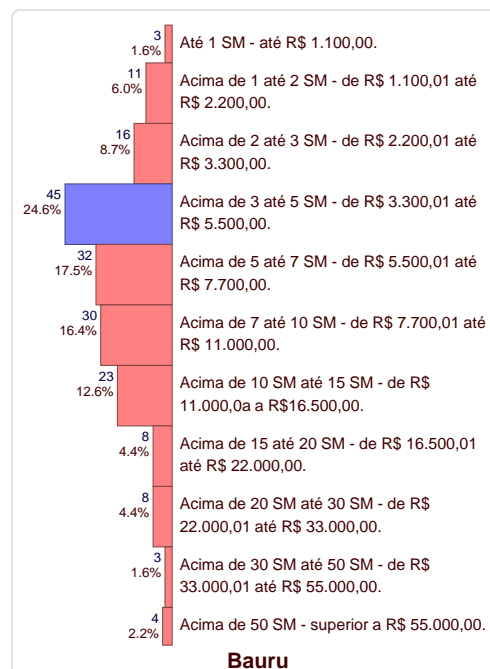 3
1.6%
Até 1 SM - até R$ 1.100,00.
11
6.0%
Acima de 1 até 2 SM - de R$ 1.100,01 até
R$ 2.200,00.
16
8.7%
Acima de 2 até 3 SM - de R$ 2.200,01 até
R$ 3.300,00.
45
24.6%
Acima de 3 até 5 SM - de R$ 3.300,01 até
R$ 5.500,00.
32
17.5%
Acima de 5 até 7 SM - de R$ 5.501,01 até
R$ 7.700,00.
30
16.4%
Acima de 7 até 10 SM - de R$ 7.700,01 até
R$ 11.000,00.
23
12.6%
Acima de 10 SM até 15 SM - de R$
11.000,0a a R$16.500,00.
8
4.4%
Acima de 15 até 20 SM - de R$ 16.500,01
até R$ 22.000,00.
8
4.4%
Acima de 20 SM até 30 SM - de R$
22.000,01 até R$ 33.000,00.
3
1.6%
Acima de 30 SM até 50 SM - de R$
33.000,01 até R$ 55.000,00.
4
2.2%
Acima de 50 SM - superior a R$ 55.000,00.
Bauru